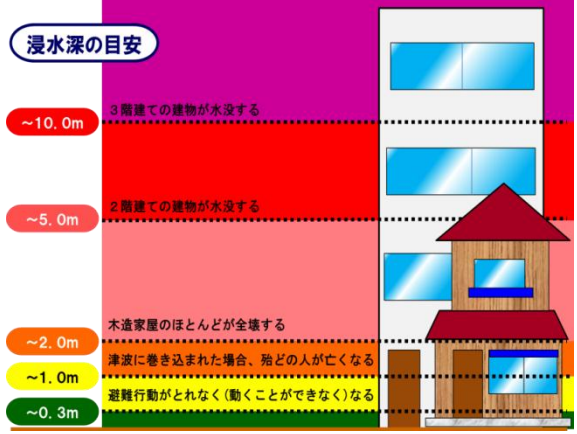 浸水深の目安
３階建ての建物が水没する
~10.0m
２階建ての建物が水没する
~5.0m
木造家屋のほとんどが全壊する
~2.0m
津波に巻き込まれた場合、殆どの人が亡くなる
~1.0m
避難行動がとれなく(動くことができなく)なる
~0.3m